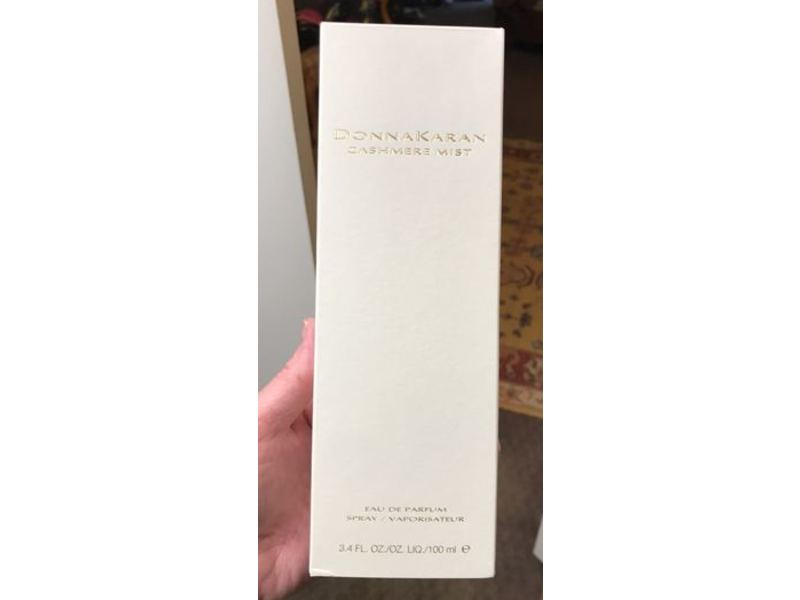 DONNAKARAN
CASHMERE MIST
EAU DE PARFUM
SPRAY / VAPORISATEUR
3.4 FL. OZ./OZ. LIQ./100 ml ℮